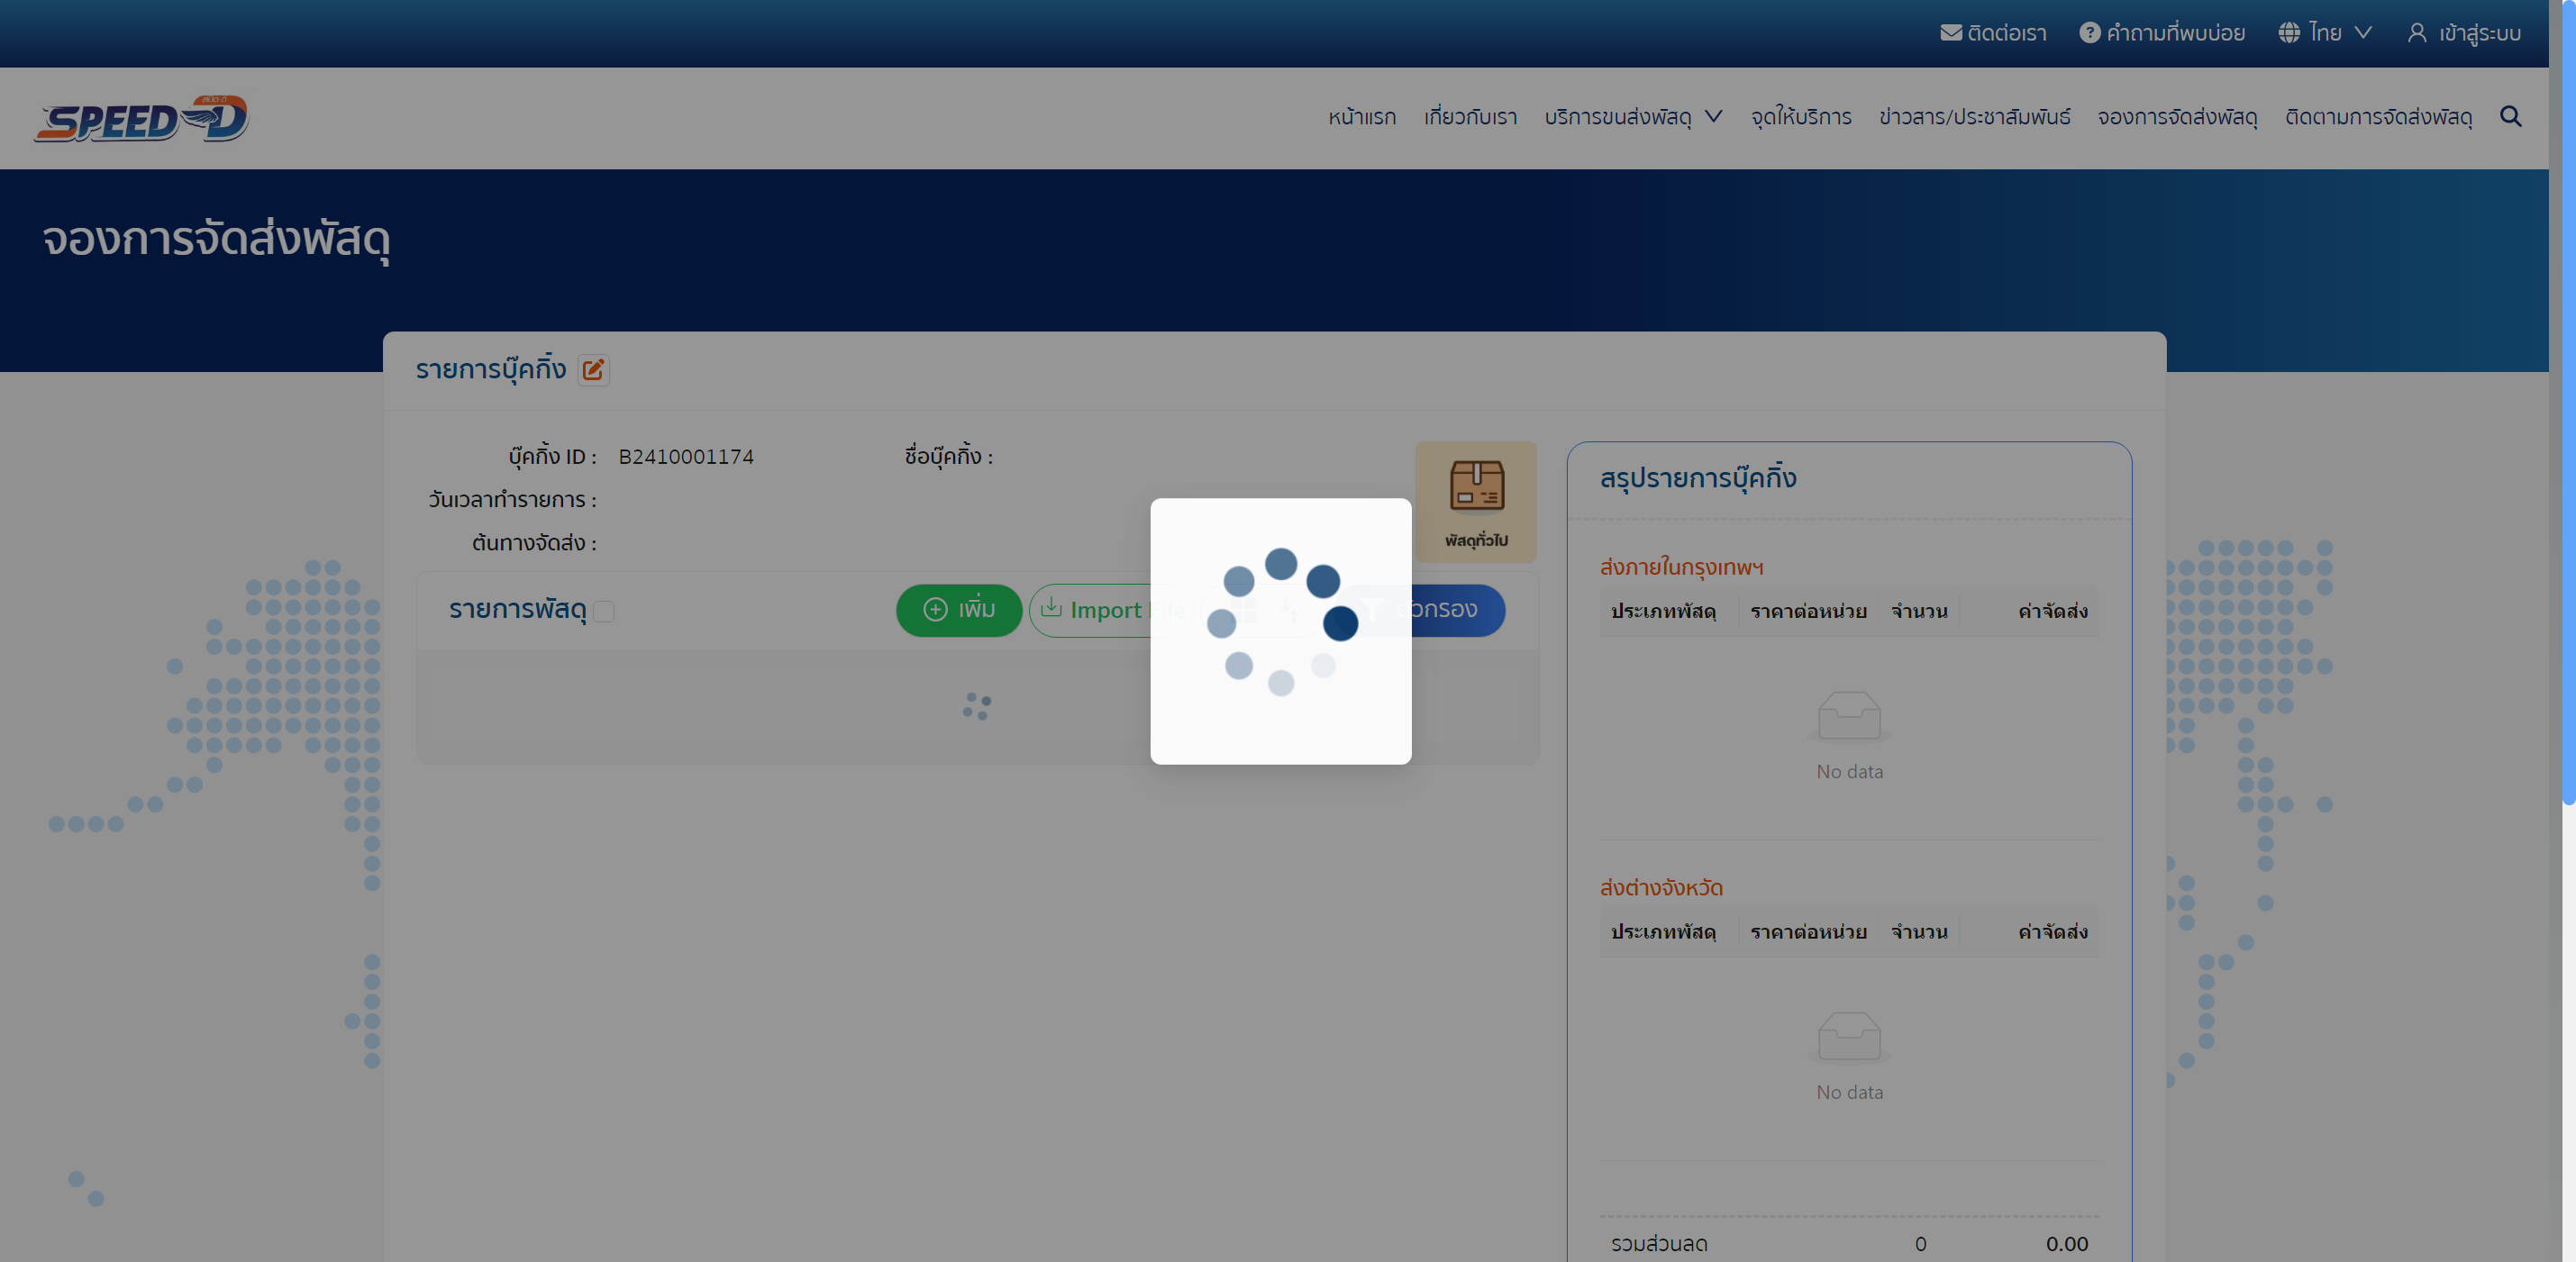 ติดต่อเรา คำถามที่พบบ่อย ไทย เข้าสู่ระบบ
สปีด-ดี
SPEED-D
หน้าแรก เกี่ยวกับเรา บริการขนส่งพัสดุ จุดให้บริการ ข่าวสาร/ประชาสัมพันธ์ จองการจัดส่งพัสดุ ติดตามการจัดส่งพัสดุ
จองการจัดส่งพัสดุ
รายการบุ๊คกิ้ง
บุ๊คกิ้ง ID : B2410001174 ชื่อบุ๊คกิ้ง :
วันเวลาทำรายการ :
ต้นทางจัดส่ง :
พัสดุทั่วไป
รายการพัสดุ เพิ่ม Import File ตัวกรอง
สรุปรายการบุ๊คกิ้ง
ส่งภายในกรุงเทพฯ
ประเภทพัสดุ ราคาต่อหน่วย จำนวน ค่าจัดส่ง
No data
ส่งต่างจังหวัด
ประเภทพัสดุ ราคาต่อหน่วย จำนวน ค่าจัดส่ง
No data
รวมส่วนลด 0 0.00